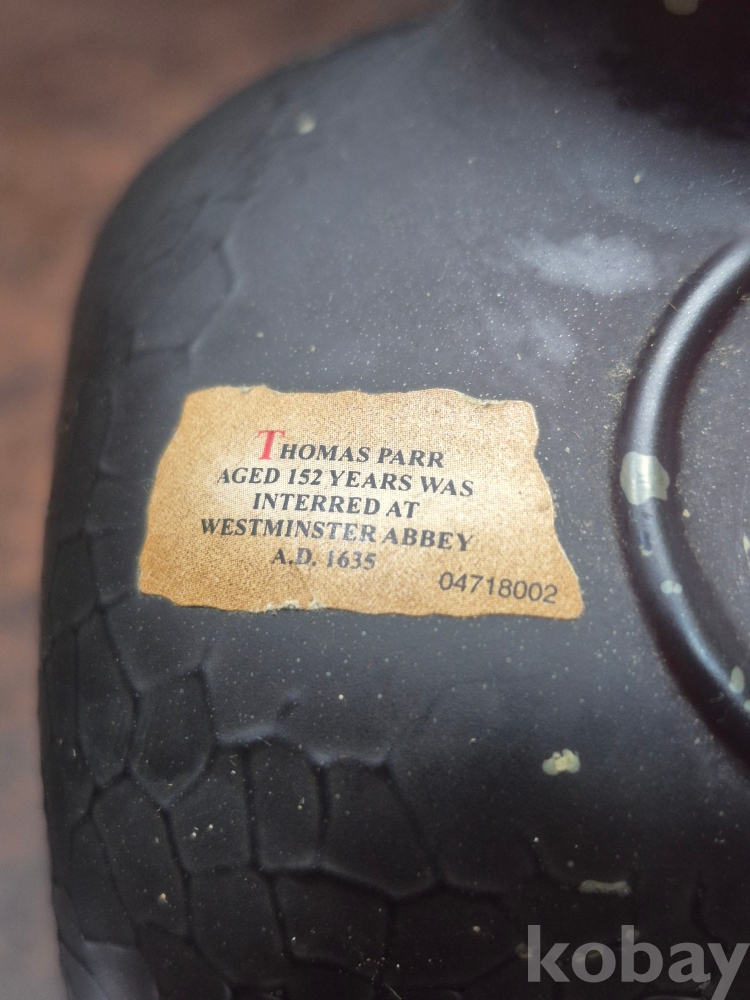 THOMAS PARR
AGED 152 YEARS WAS
INTERRED AT
WESTMINSTER ABBEY
A.D. 1635
04718002
kobay